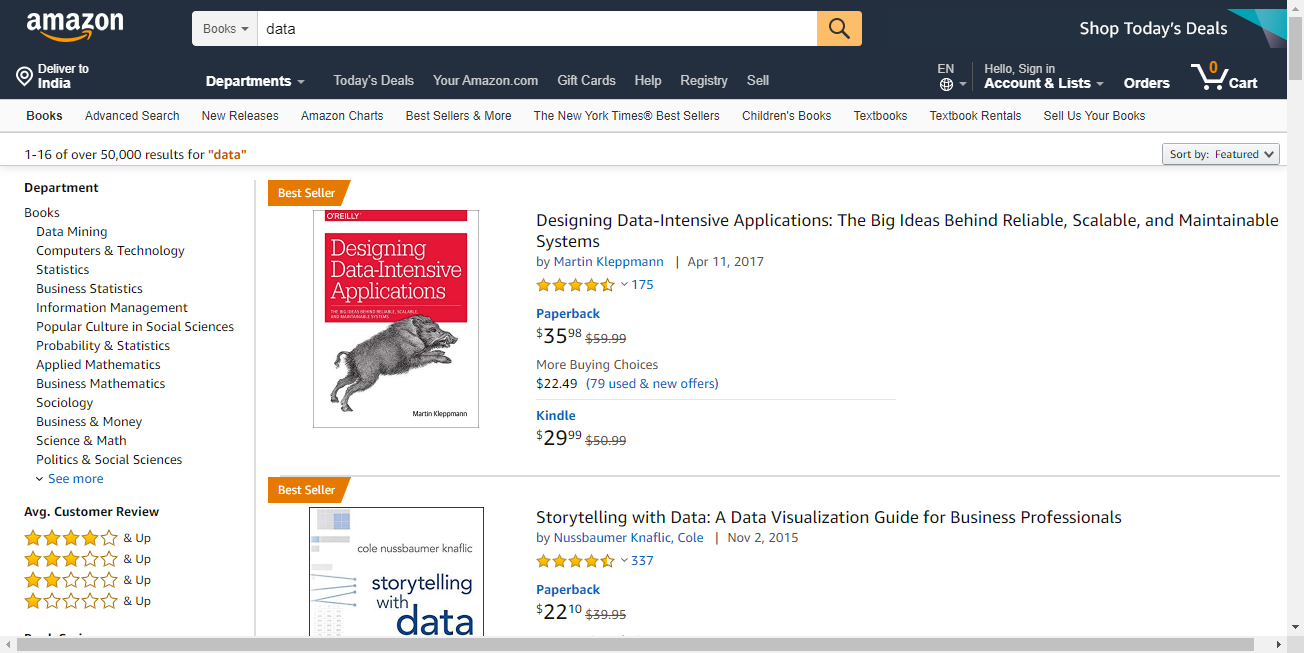 amazon
Books
data
Shop Today's Deals
Deliver to
India
Departments
Today's Deals
Your Amazon.com
Gift Cards
Help
Registry
Sell
EN
Hello, Sign in
Account & Lists
Orders
0
Cart
Books
Advanced Search
New Releases
Amazon Charts
Best Sellers & More
The New York Times® Best Sellers
Children's Books
Textbooks
Textbook Rentals
Sell Us Your Books
1-16 of over 50,000 results for "data"
Sort by: Featured
Department
Books
Data Mining
Computers & Technology
Statistics
Business Statistics
Information Management
Popular Culture in Social Sciences
Probability & Statistics
Applied Mathematics
Business Mathematics
Sociology
Business & Money
Science & Math
Politics & Social Sciences
See more
Avg. Customer Review
& Up
& Up
& Up
& Up
Best Seller
O'REILLY
Designing
Data-Intensive
Applications
THE BIG IDEAS BEHIND RELIABLE, SCALABLE,
AND MAINTAINABLE SYSTEMS
Martin Kleppmann
Designing Data-Intensive Applications: The Big Ideas Behind Reliable, Scalable, and Maintainable
Systems
by Martin Kleppmann | Apr 11, 2017
175
Paperback
$3598 $59.99
More Buying Choices
$22.49 (79 used & new offers)
Kindle
$2999 $50.99
Best Seller
cole nussbaumer knaflic
storytelling
with
data
Storytelling with Data: A Data Visualization Guide for Business Professionals
by Nussbaumer Knaflic, Cole | Nov 2, 2015
337
Paperback
$2210 $39.95